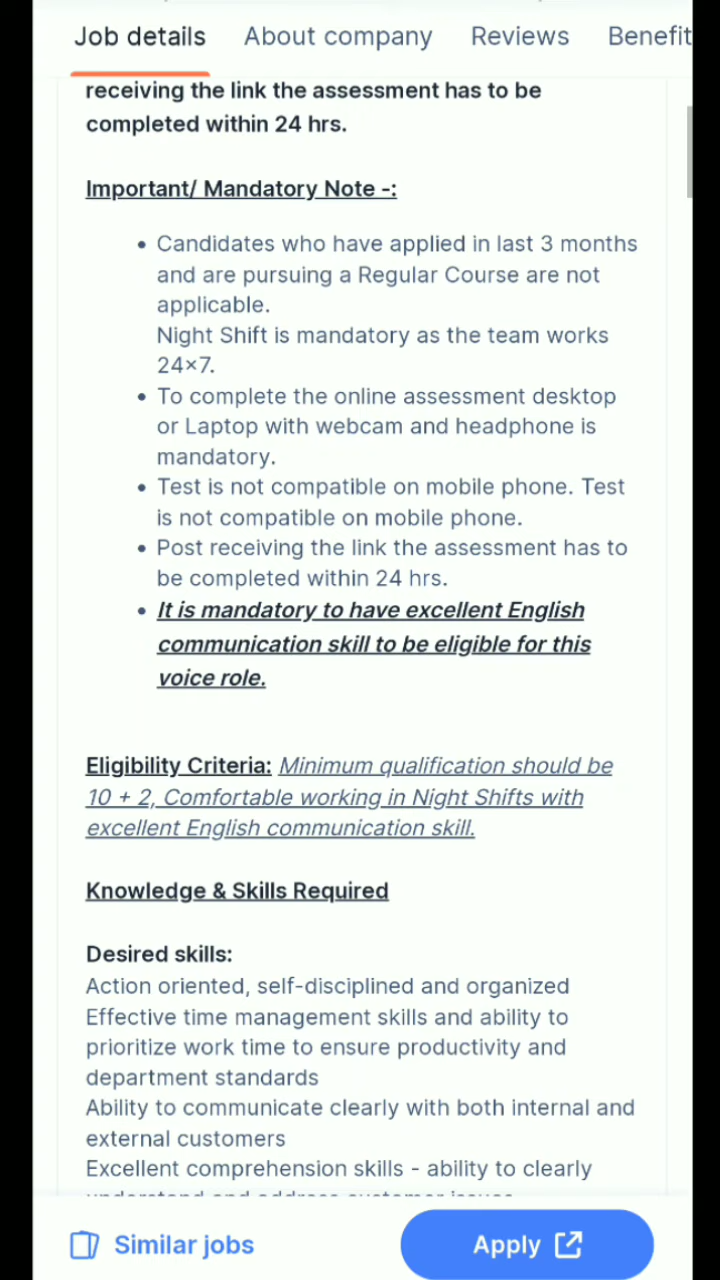 Job details About company Reviews Benefit
receiving the link the assessment has to
completed within 24 hrs.
Important/ Mandatory Note -:
• Candidates who have applied in last 3 months
and are pursuing a Regular Course are not
applicable.
Night Shift is mandatory as the team works
24×7.
• To complete the online assessment desktop
or Laptop with webcam and headphone is
mandatory.
• Test is not compatible on mobile phone. Test
is not compatible on mobile phone.
• Post receiving the link the assessment has to
be completed within 24 hrs.
• It is mandatory to have excellent English
communication skill to be eligible for this
voice role.
Eligibility Criteria: Minimum qualification should be
10 + 2, Comfortable working in Night Shifts with
excellent English communication skill.
Knowledge & Skills Required
Desired skills:
Action oriented, self-disciplined and organized
Effective time management skills and ability to
prioritize work time to ensure productivity and
department standards
Ability to communicate clearly with both internal and
external customers
Excellent comprehension skills - ability to clearly
Similar jobs Apply